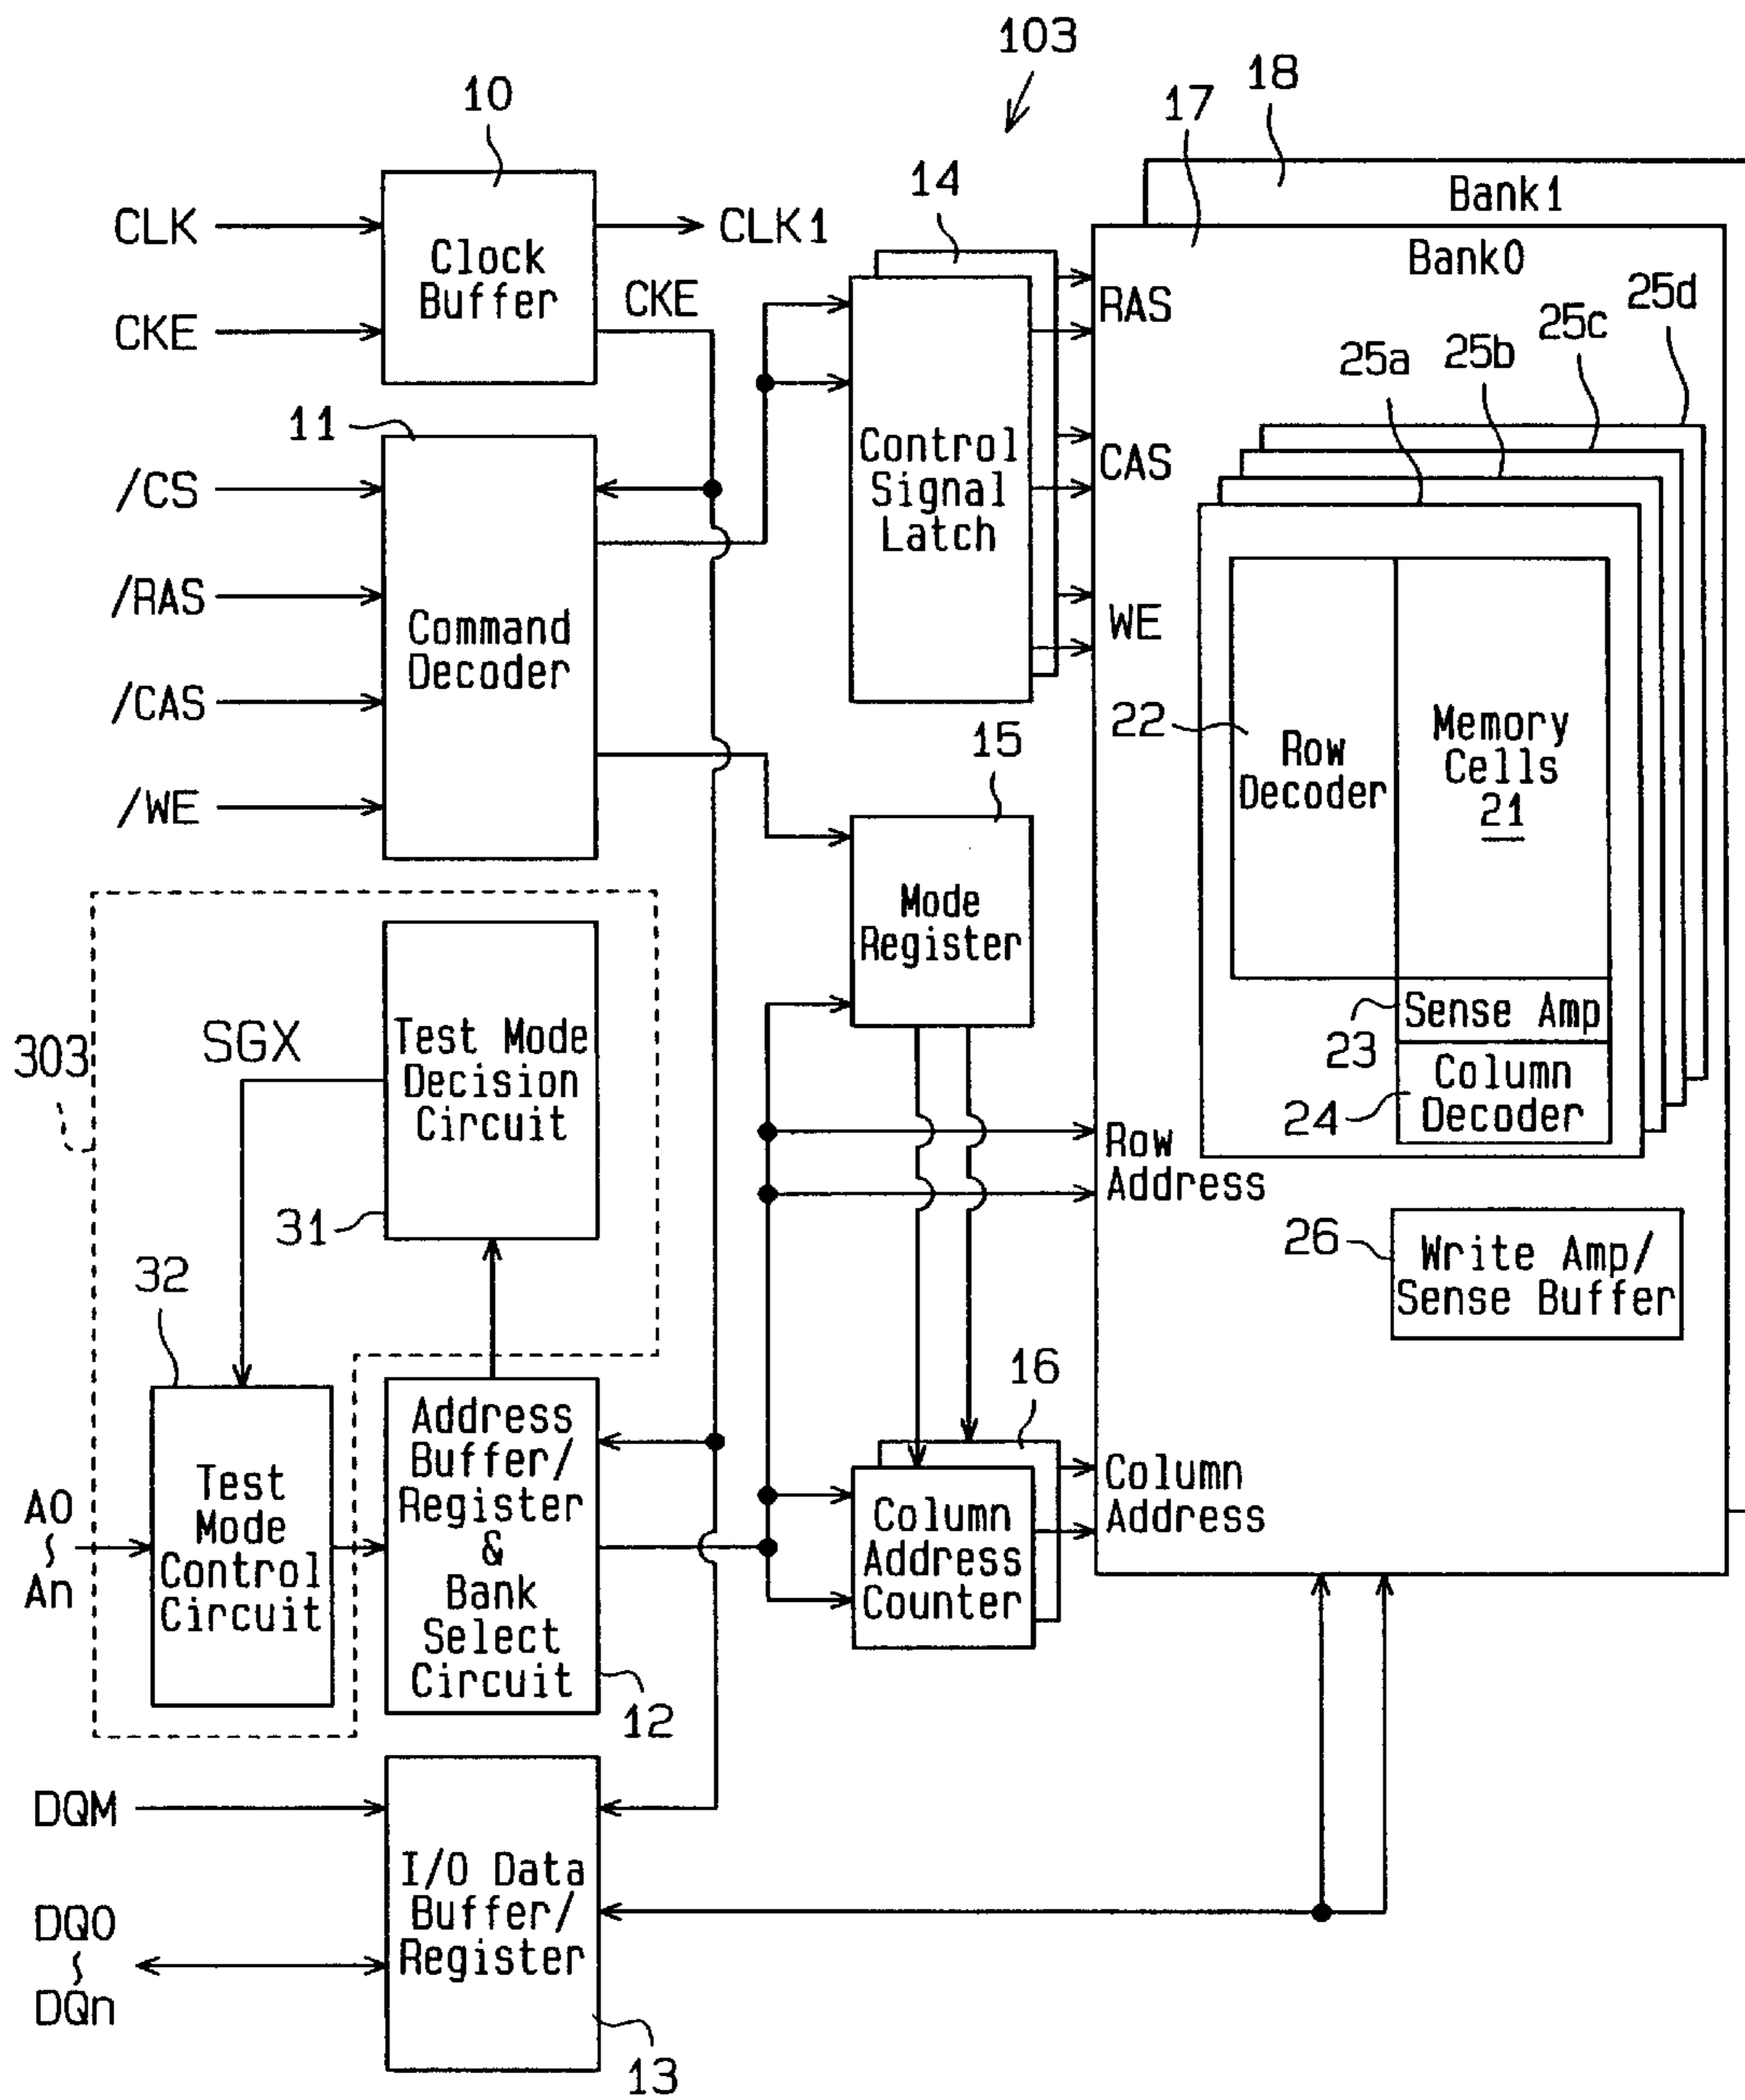 103
18
17
10
14
Bank1
Bank0
CLK
CLK1
Clock
Buffer
CKE
CKE
RAS
25d
25c
25b
25a
11
/CS
/RAS
/CAS
/WE
Command
Decoder
Control
Signal
Latch
CAS
WE
22
Row
Decoder
Memory
Cells
21
15
Mode
Register
Sense Amp
23
Column
Decoder
24
303
SGX
Test Mode
Decision
Circuit
31
Row
Address
26
Write Amp/
Sense Buffer
32
16
Address
Buffer/
Register
&
Bank
Select
Circuit
12
A0
~
An
Test
Mode
Control
Circuit
Column
Address
Counter
Column
Address
DQM
I/O Data
Buffer/
Register
DQ0
~
DQn
13